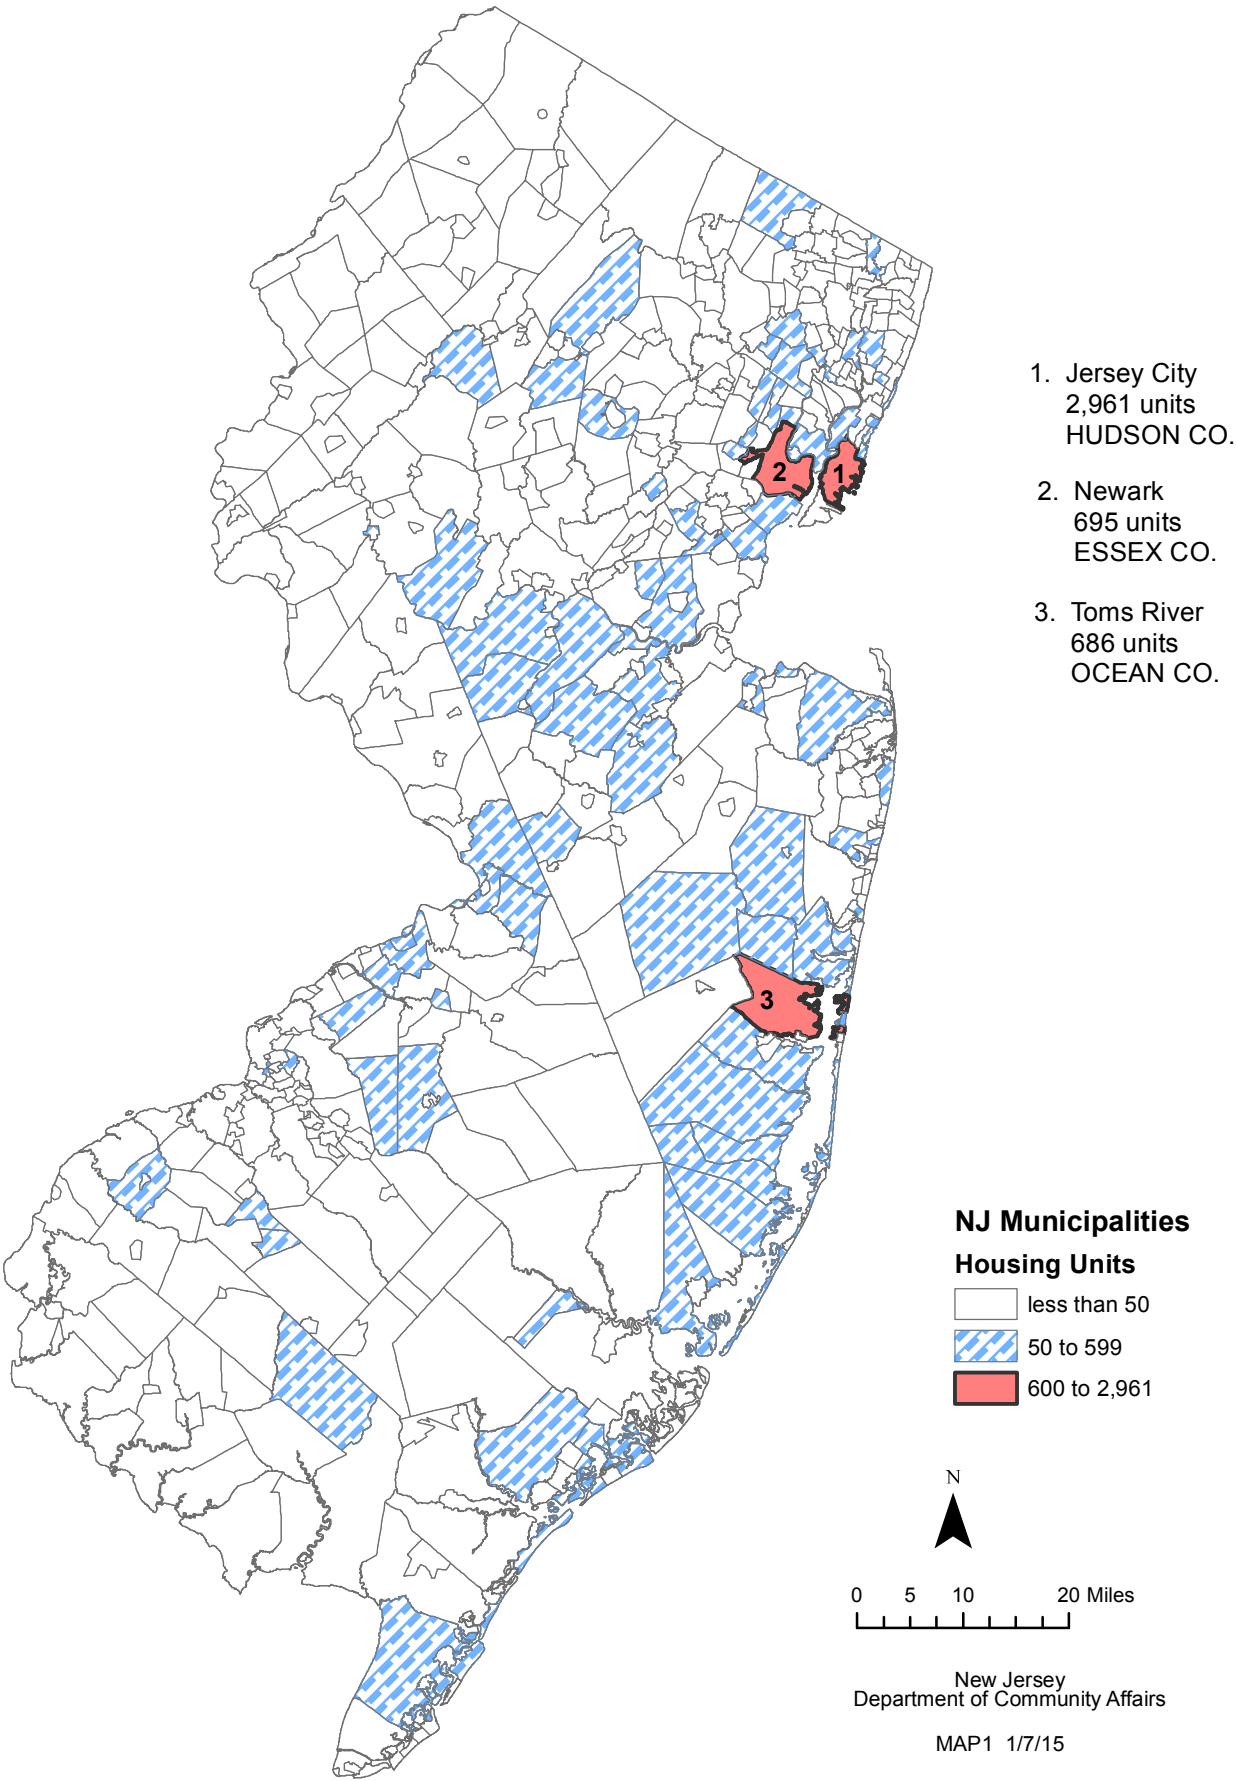 1. Jersey City
2,961 units
HUDSON CO.
2. Newark
695 units
ESSEX CO.
3. Toms River
686 units
OCEAN CO.
2
1
3
NJ Municipalities
Housing Units
less than 50
50 to 599
600 to 2,961
N
0 5 10 20 Miles
New Jersey
Department of Community Affairs
MAP1 1/7/15